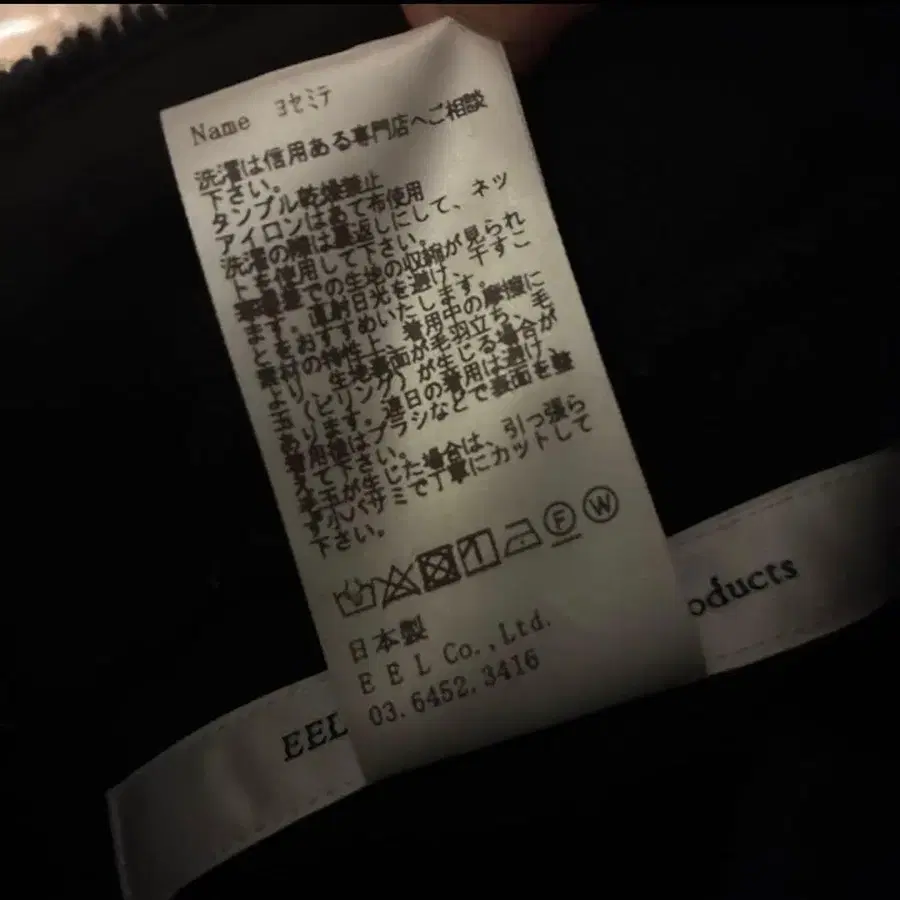 Name ヨセミテ
洗濯は信用ある専門店へご相談
下さい。
タンブル乾燥禁止
アイロンはあて布使用
洗濯の際は裏返しにして、ネッ
トを使用して下さい。
乾燥での生地の収縮が見られ
ます。直射日光を避け、干すこ
とをおすすめいたします。
素材の特性上、着用中の摩擦に
より、生地表面が毛羽立ち、毛
玉(ピリング)が生じる場合が
あります。連日の着用は避け、
着用後はブラシなどで表面を整
えて下さい。
毛玉が生じた場合は、引っ張ら
ず小バサミで丁寧にカットして
下さい。
F W
日本製
EEL Co.,Ltd.
03.6452.3416
EEL oducts